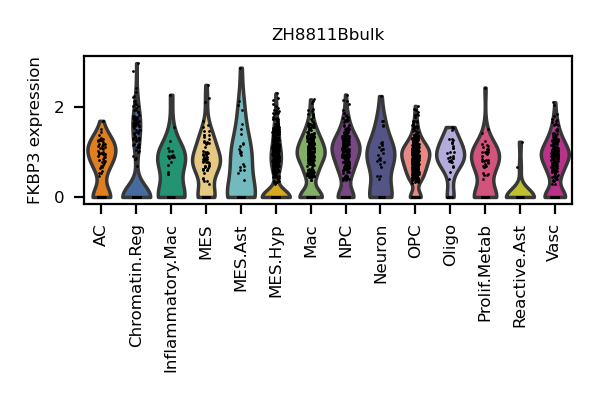 ZH8811Bbulk
FKBP3 expression
2
0
AC
Chromatin.Reg
Inflammatory.Mac
MES
MES.Ast
MES.Hyp
Mac
NPC
Neuron
OPC
Oligo
Prolif.Metab
Reactive.Ast
Vasc